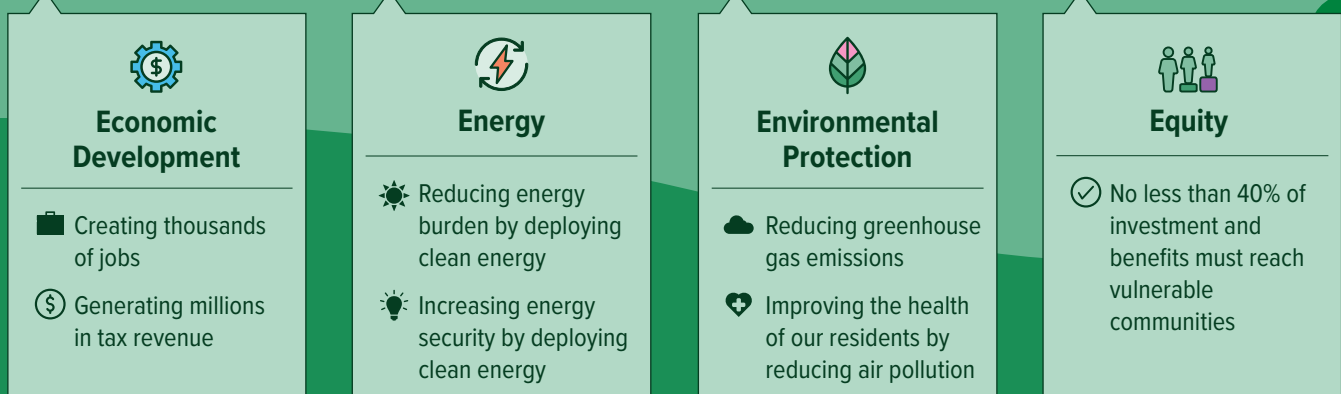 $
Economic
Development
Creating thousands
of jobs
$
Generating millions
in tax revenue
Energy
Reducing energy
burden by deploying
clean energy
Increasing energy
security by deploying
clean energy
Environmental
Protection
Reducing greenhouse
gas emissions
Improving the health
of our residents by
reducing air pollution
Equity
No less than 40% of
investment and
benefits must reach
vulnerable
communities